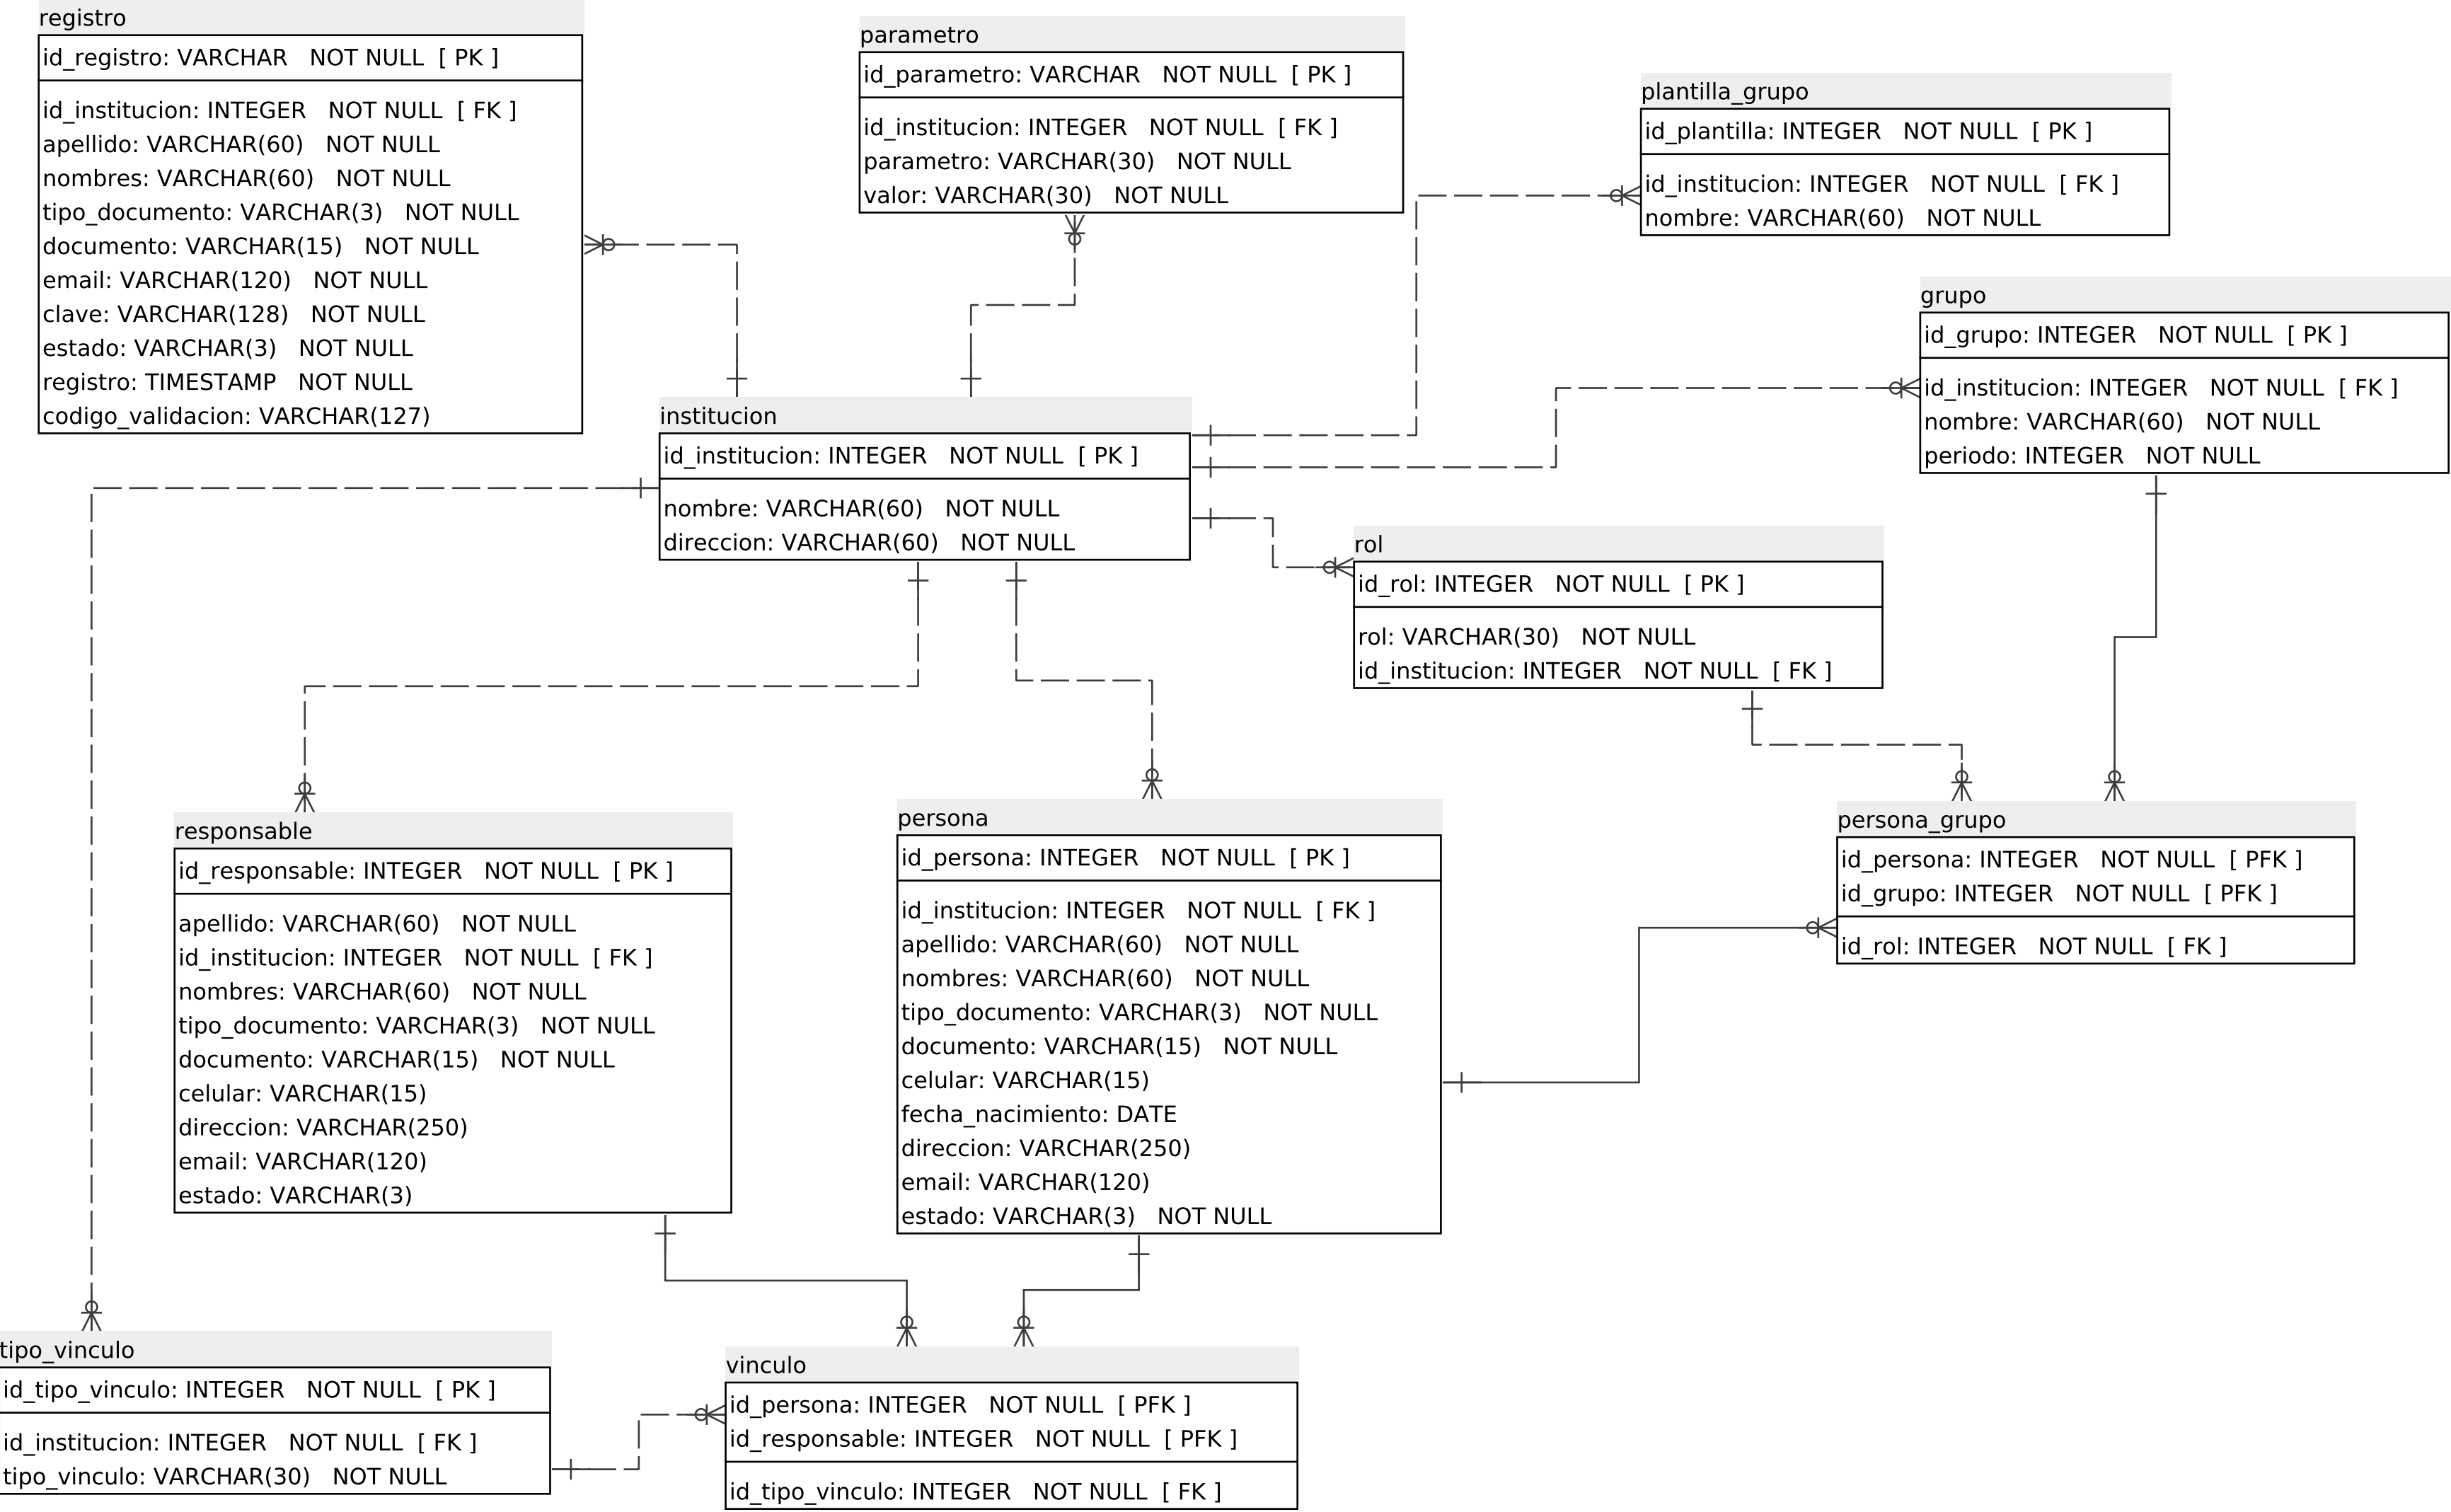 registro
id_registro: VARCHAR NOT NULL [ PK ]
id_institucion: INTEGER NOT NULL [ FK ]
apellido: VARCHAR(60) NOT NULL
nombres: VARCHAR(60) NOT NULL
tipo_documento: VARCHAR(3) NOT NULL
documento: VARCHAR(15) NOT NULL
email: VARCHAR(120) NOT NULL
clave: VARCHAR(128) NOT NULL
estado: VARCHAR(3) NOT NULL
registro: TIMESTAMP NOT NULL
codigo_validacion: VARCHAR(127)
parametro
id_parametro: VARCHAR NOT NULL [ PK ]
id_institucion: INTEGER NOT NULL [ FK ]
parametro: VARCHAR(30) NOT NULL
valor: VARCHAR(30) NOT NULL
plantilla_grupo
id_plantilla: INTEGER NOT NULL [ PK ]
id_institucion: INTEGER NOT NULL [ FK ]
nombre: VARCHAR(60) NOT NULL
grupo
id_grupo: INTEGER NOT NULL [ PK ]
id_institucion: INTEGER NOT NULL [ FK ]
nombre: VARCHAR(60) NOT NULL
periodo: INTEGER NOT NULL
institucion
id_institucion: INTEGER NOT NULL [ PK ]
nombre: VARCHAR(60) NOT NULL
direccion: VARCHAR(60) NOT NULL
rol
id_rol: INTEGER NOT NULL [ PK ]
rol: VARCHAR(30) NOT NULL
id_institucion: INTEGER NOT NULL [ FK ]
responsable
id_responsable: INTEGER NOT NULL [ PK ]
apellido: VARCHAR(60) NOT NULL
id_institucion: INTEGER NOT NULL [ FK ]
nombres: VARCHAR(60) NOT NULL
tipo_documento: VARCHAR(3) NOT NULL
documento: VARCHAR(15) NOT NULL
celular: VARCHAR(15)
direccion: VARCHAR(250)
email: VARCHAR(120)
estado: VARCHAR(3)
persona
id_persona: INTEGER NOT NULL [ PK ]
id_institucion: INTEGER NOT NULL [ FK ]
apellido: VARCHAR(60) NOT NULL
nombres: VARCHAR(60) NOT NULL
tipo_documento: VARCHAR(3) NOT NULL
documento: VARCHAR(15) NOT NULL
celular: VARCHAR(15)
fecha_nacimiento: DATE
direccion: VARCHAR(250)
email: VARCHAR(120)
estado: VARCHAR(3) NOT NULL
persona_grupo
id_persona: INTEGER NOT NULL [ PFK ]
id_grupo: INTEGER NOT NULL [ PFK ]
id_rol: INTEGER NOT NULL [ FK ]
tipo_vinculo
id_tipo_vinculo: INTEGER NOT NULL [ PK ]
id_institucion: INTEGER NOT NULL [ FK ]
tipo_vinculo: VARCHAR(30) NOT NULL
vinculo
id_persona: INTEGER NOT NULL [ PFK ]
id_responsable: INTEGER NOT NULL [ PFK ]
id_tipo_vinculo: INTEGER NOT NULL [ FK ]